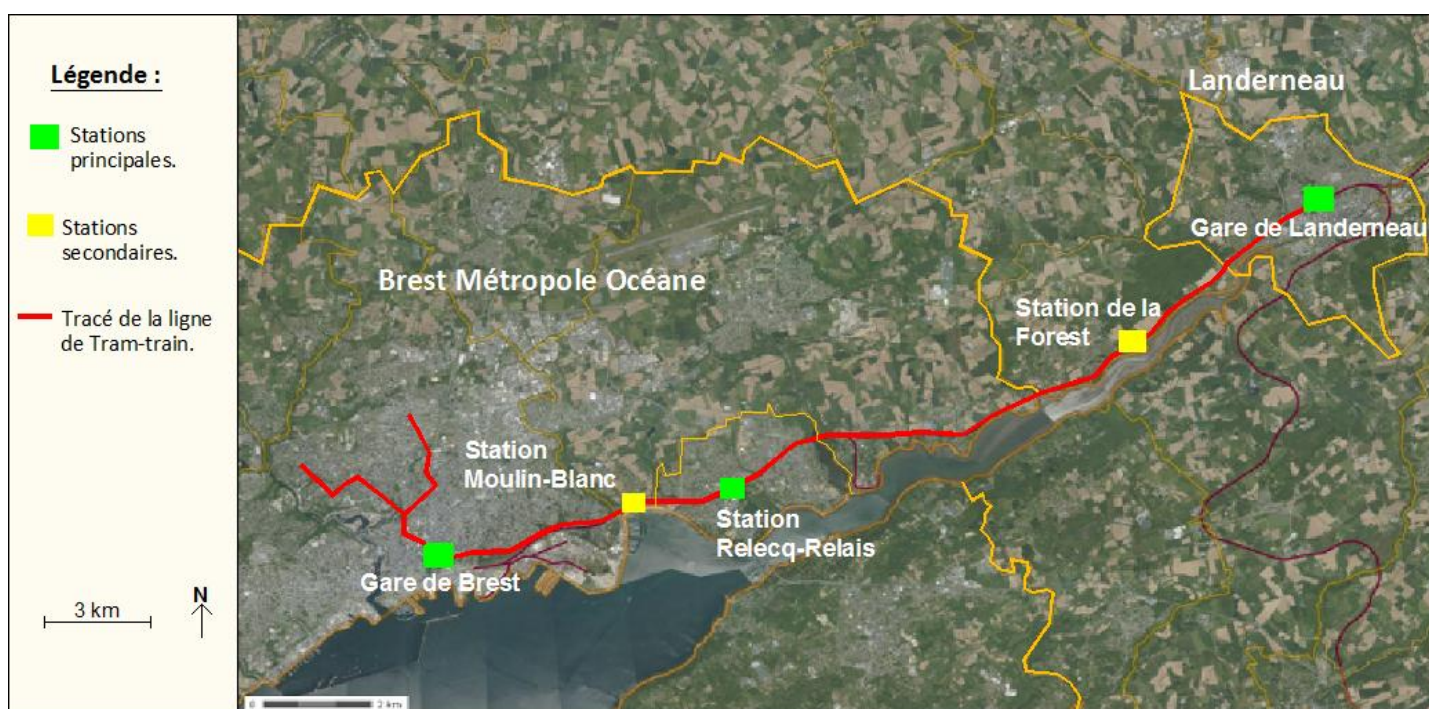 Légende :
Stations
principales.
Stations
secondaires.
Tracé de la ligne
de Tram-train.
3 km
N
Landerneau
Gare de Landerneau
Brest Métropole Océane
Station de la
Forest
Station
Moulin-Blanc
Station
Relecq-Relais
Gare de Brest
0